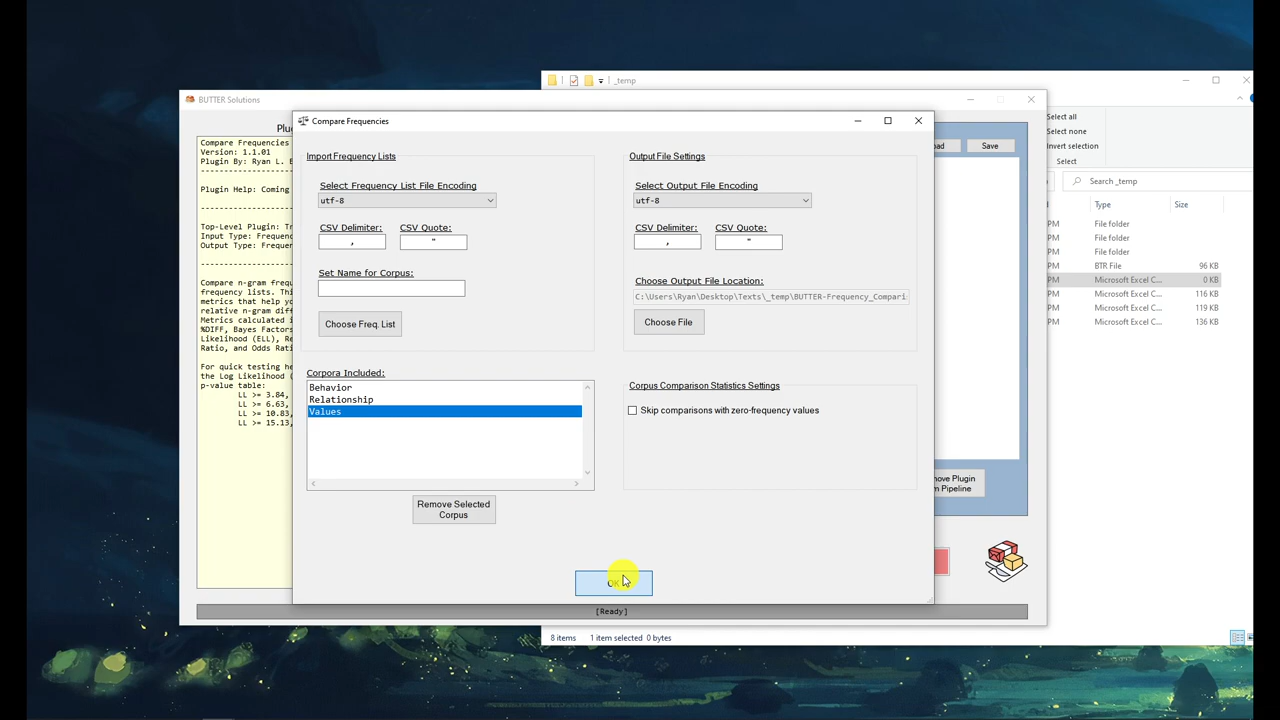 _temp
BUTTER Solutions
Compare Frequencies
Select all
Select none
Invert selection
Select
Search _temp
Type
Size
File folder
File folder
File folder
BTR File
96 KB
Microsoft Excel C...
0 KB
Microsoft Excel C...
116 KB
Microsoft Excel C...
119 KB
Microsoft Excel C...
136 KB
Compare Frequencies
Version: 1.1.01
Plugin By: Ryan L.
Plugin Help: Coming
Top-Level Plugin:
Input Type:
Output Type:
Compare n-gram
frequency lists. This
metrics that help
relative n-gram
Metrics calculated
%DIFF, Bayes Factors
Likelihood (ELL),
Ratio, and Odds
For quick testing
the Log Likelihood
p-value table:
LL >= 3.84,
LL >= 6.63,
LL >= 10.83,
LL >= 15.13,
Import Frequency Lists
Select Frequency List File Encoding
utf-8
CSV Delimiter: CSV Quote:
, "
Set Name for Corpus:
Choose Freq. List
Corpora Included:
Behavior
Relationship
Values
Remove Selected
Corpus
Output File Settings
Select Output File Encoding
utf-8
CSV Delimiter: CSV Quote:
, "
Choose Output File Location:
C:\Users\Ryan\Desktop\Texts\_temp\BUTTER-Frequency_Compari
Choose File
Corpus Comparison Statistics Settings
Skip comparisons with zero-frequency values
OK
Save
Plugin
Pipeline
[Ready]
8 items 1 item selected 0 bytes